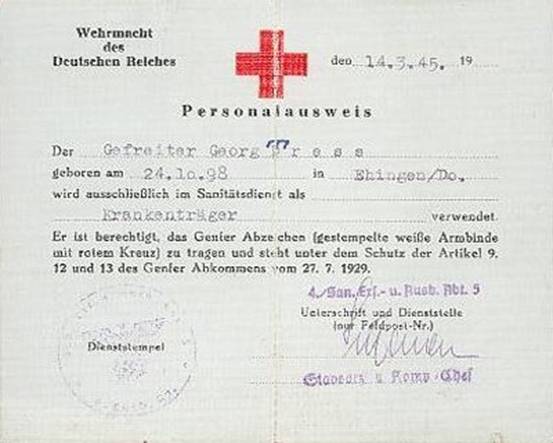 Wehrmacht
des
Deutschen Reiches
den 14.3.45. 19
Personalausweis
Der Gefreiter Georg Tress
geboren am 24.10.98 in Ehingen/Do.
wird ausschließlich im Sanitätsdienst als
Krankenträger verwendet.
Er ist berechtigt, das Genfer Abzeichen (gestempelte weiße Armbinde
mit rotem Kreuz) zu tragen und steht unter dem Schutz der Artikel 9,
12 und 13 des Genfer Abkommens vom 27. 7. 1929.
4./San. Ers.- u. Ausb. Abt. 5
Unterschrift und Dienststelle
(nur Feldpost-Nr.)
Dienststempel
Stabsarzt u Komp.-Chef